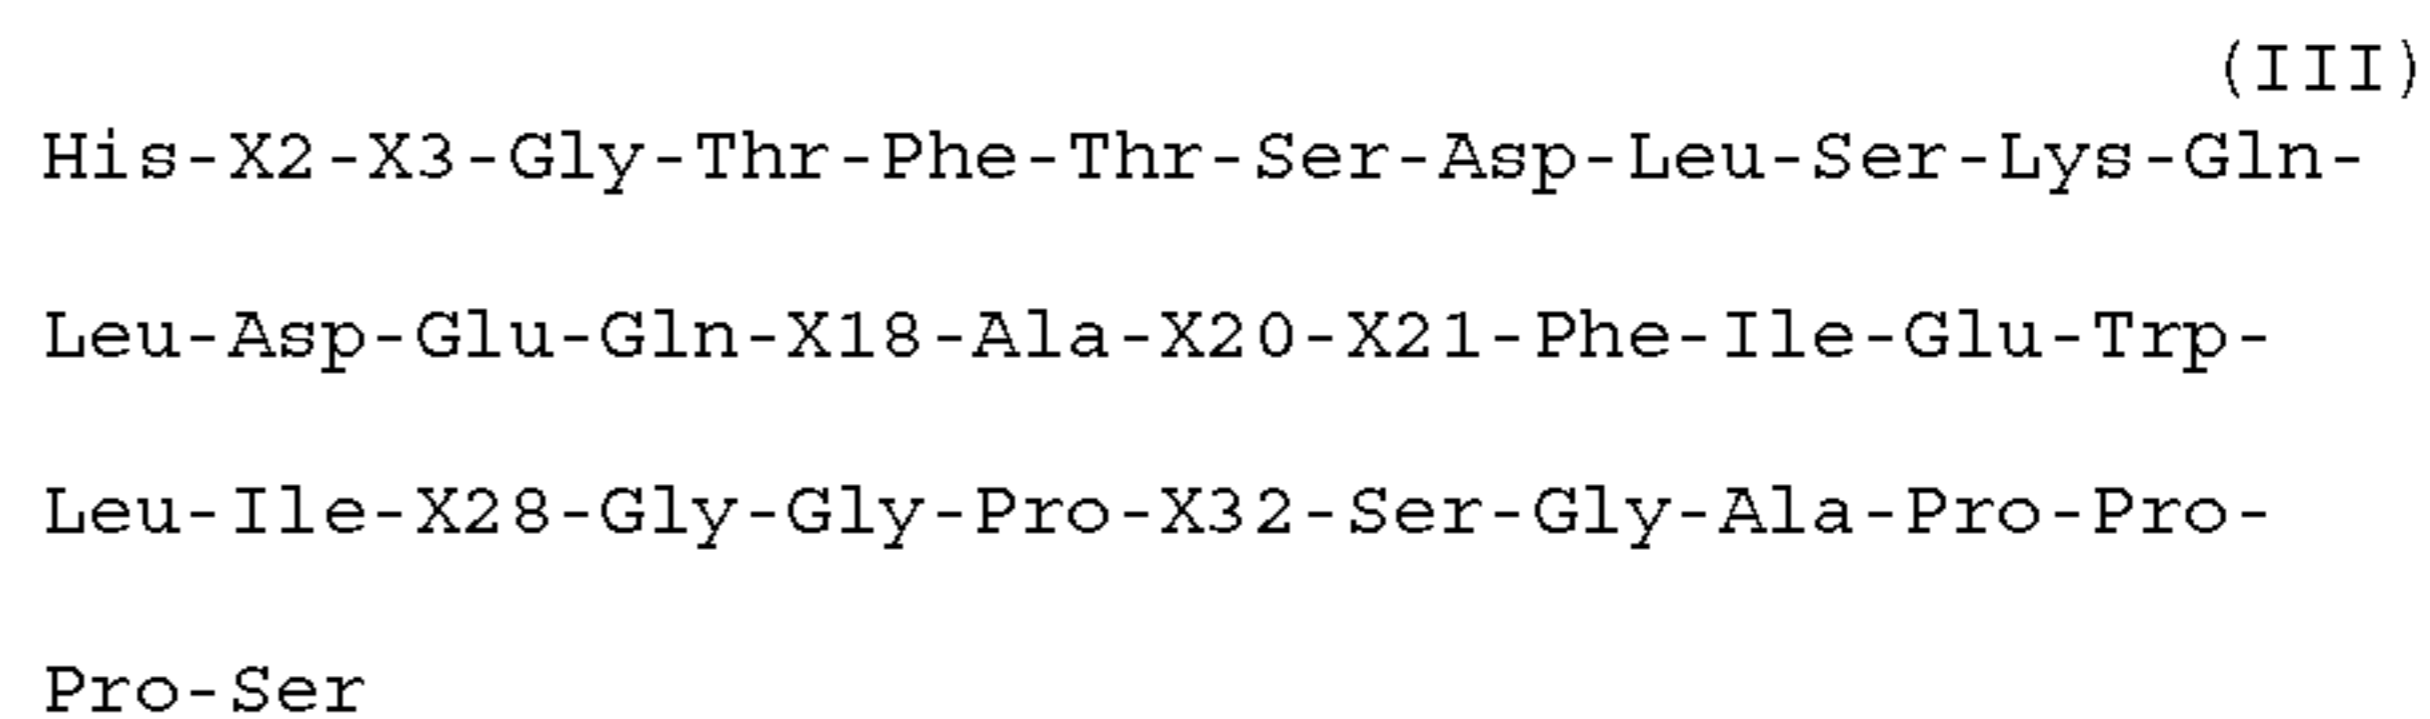 (III)
His-X2-X3-Gly-Thr-Phe-Thr-Ser-Asp-Leu-Ser-Lys-Gln-
Leu-Asp-Glu-Gln-X18-Ala-X20-X21-Phe-Ile-Glu-Trp-
Leu-Ile-X28-Gly-Gly-Pro-X32-Ser-Gly-Ala-Pro-Pro-
Pro-Ser